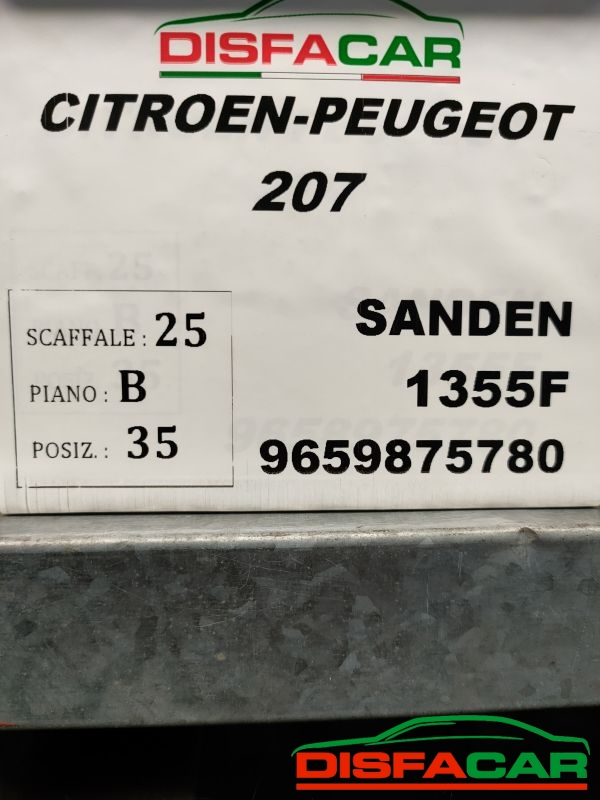 DISFACAR
CITROEN-PEUGEOT
207
SCAFFALE : 25
PIANO : B
POSIZ. : 35
SANDEN
1355F
9659875780
DISFACAR